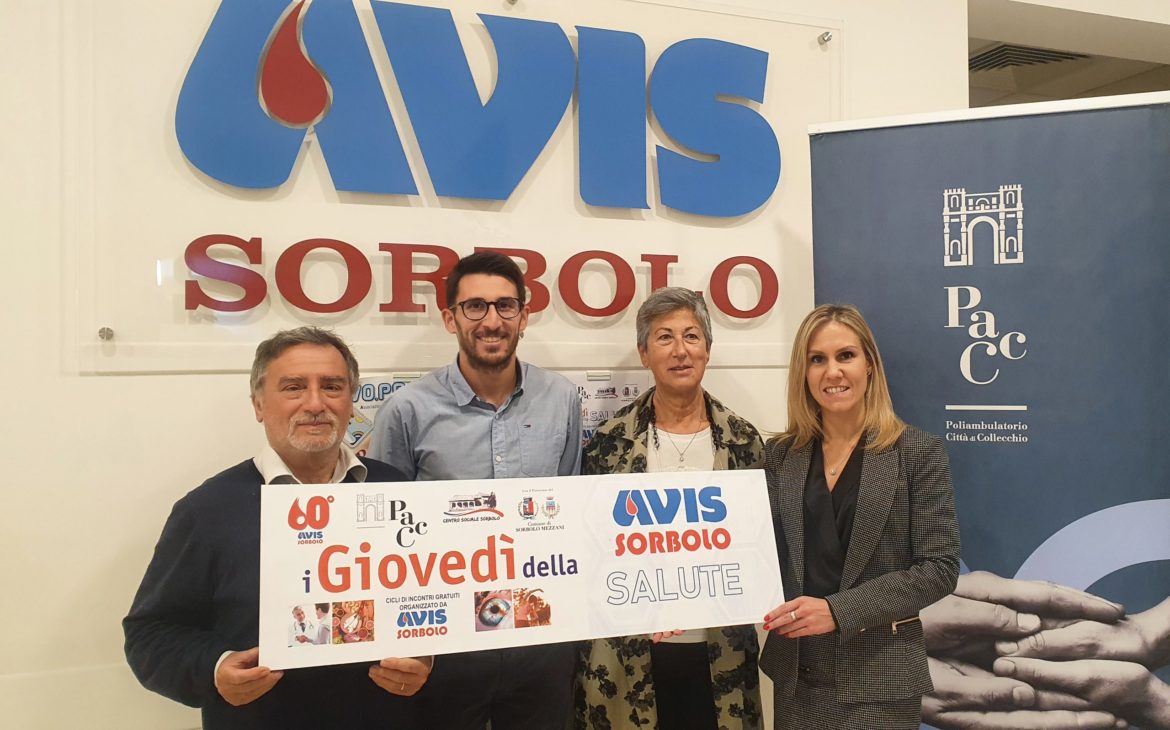 AVIS
SORBOLO
PaCc
Poliambulatorio
Città di Collecchio
60°
AVIS
SORBOLO
PaCc
CENTRO SOCIALE SORBOLO
Comune di
SORBOLO MEZZANI
i Giovedì della
CICLI DI INCONTRI GRATUITI
ORGANIZZATO DA
AVIS
SORBOLO
AVIS
SORBOLO
SALUTE